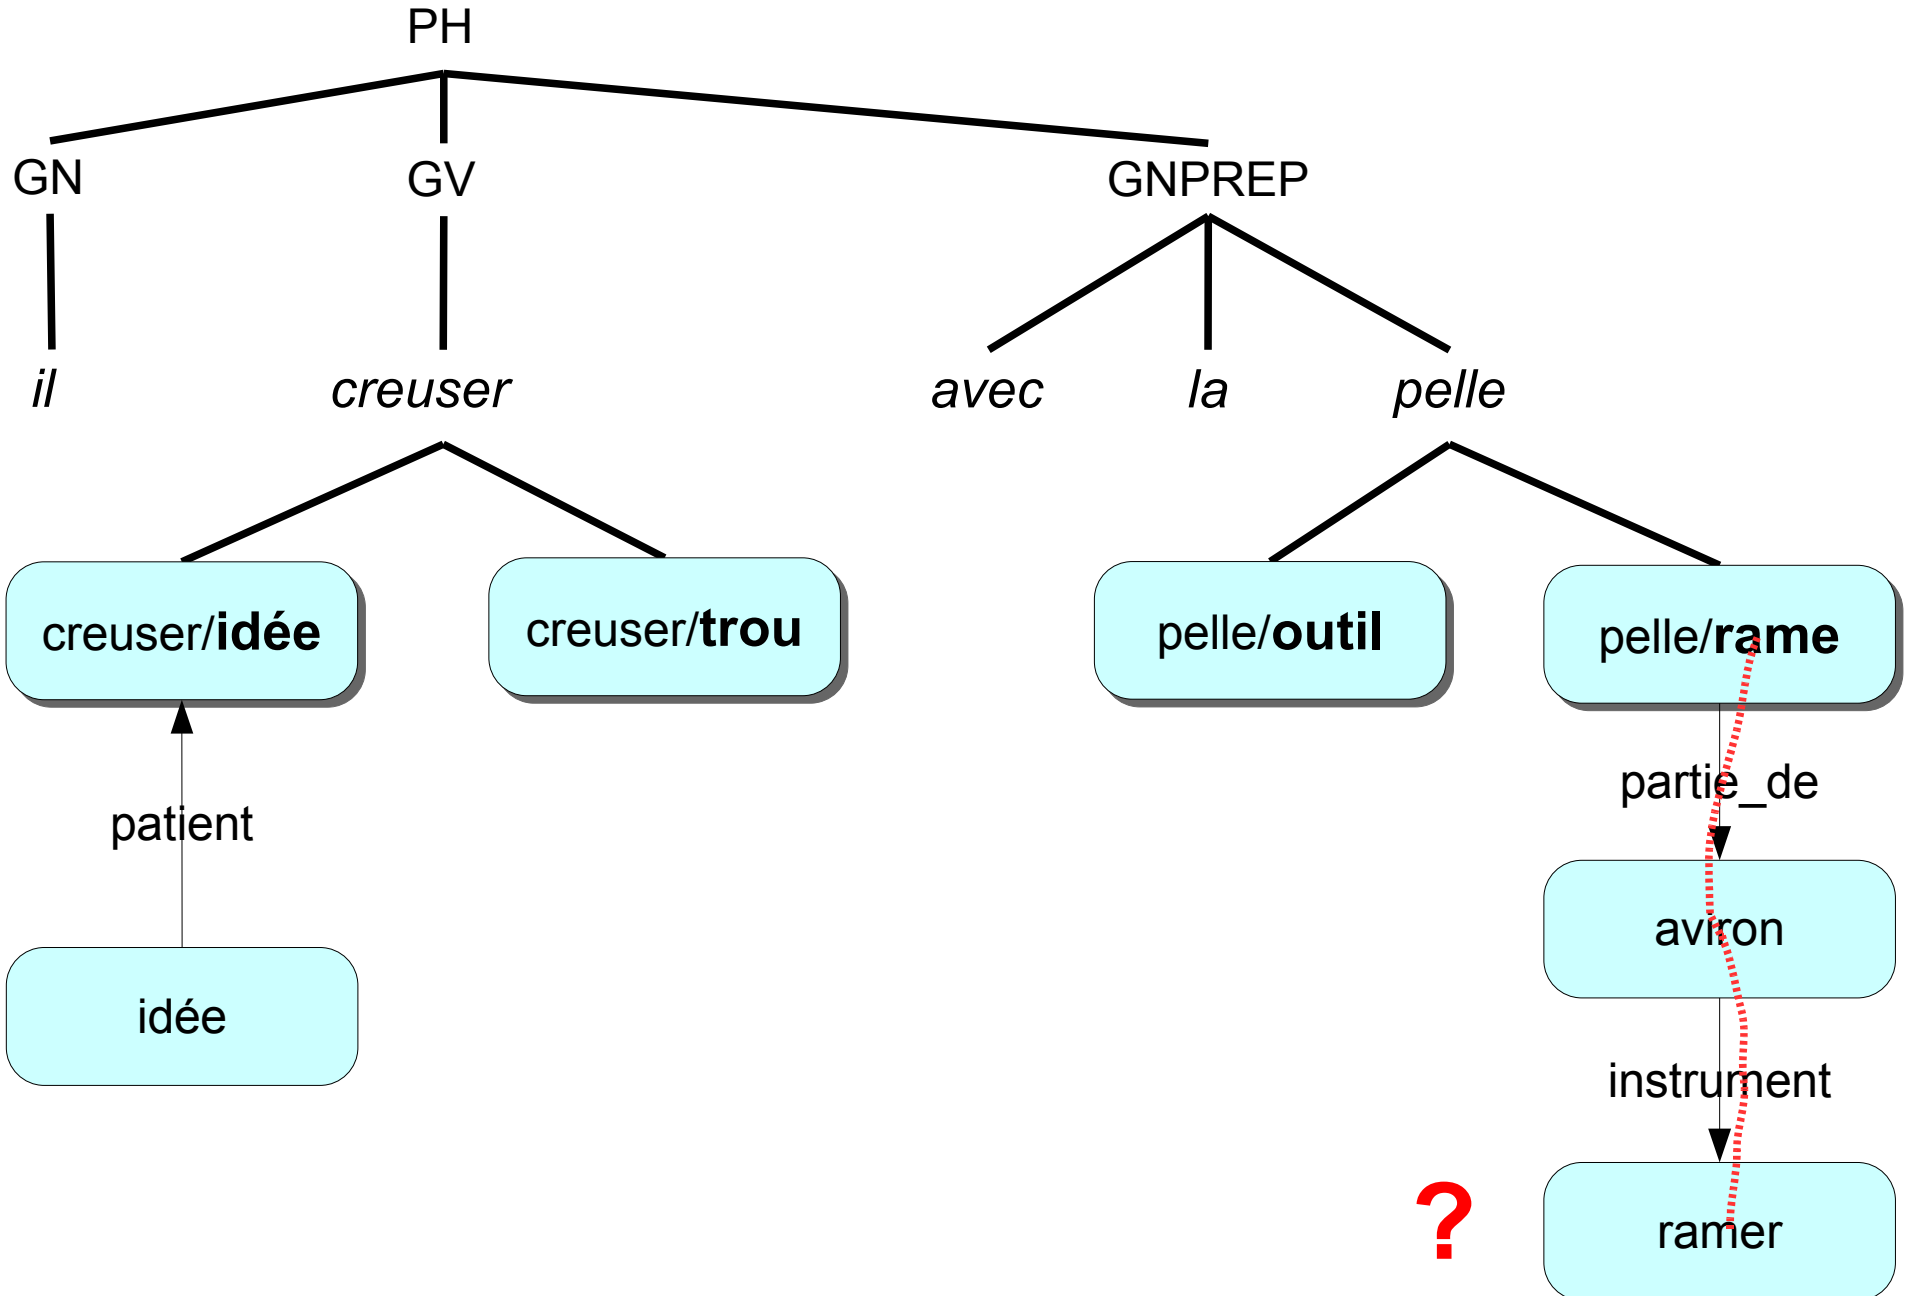 PH
GN GV GNPREP
il creuser avec la pelle
creuser/idée creuser/trou pelle/outil pelle/rame
partie_de
patient
aviron
idée
instrument
?
ramer